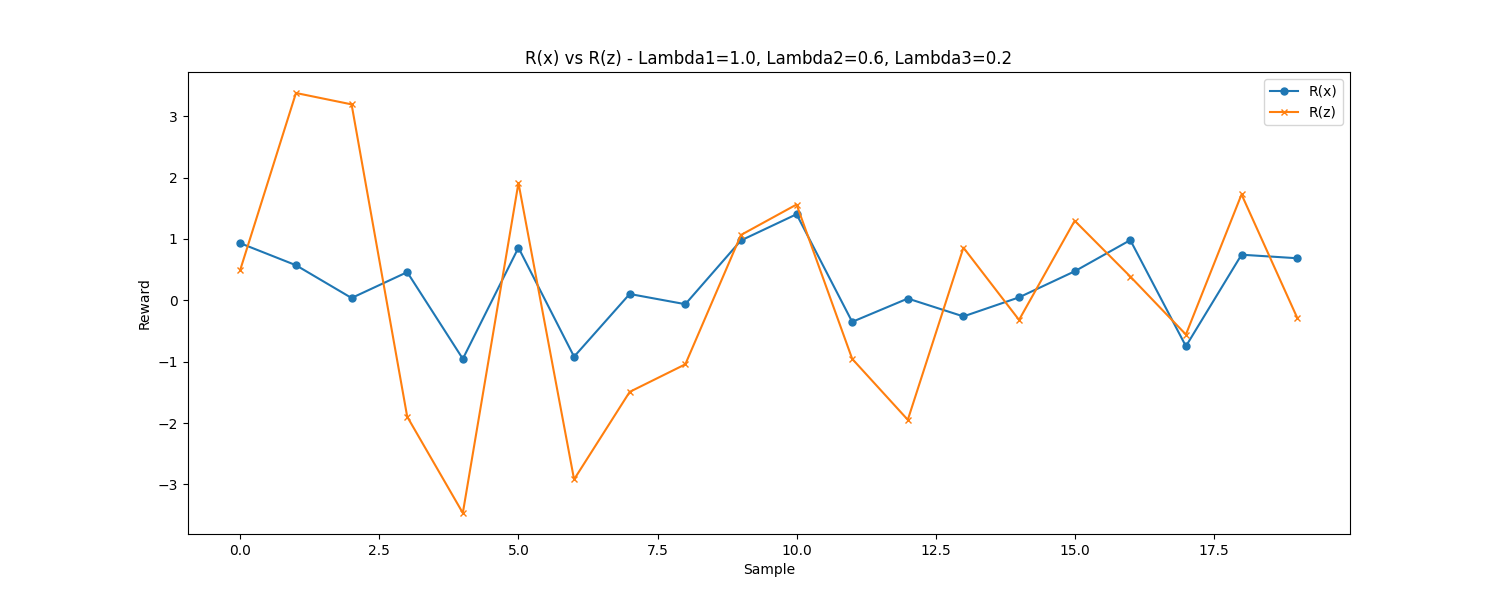 R(x) vs R(z) - Lambda1=1.0, Lambda2=0.6, Lambda3=0.2
R(x)
R(z)
Reward
3
2
1
0
−1
−2
−3
0.0 2.5 5.0 7.5 10.0 12.5 15.0 17.5
Sample